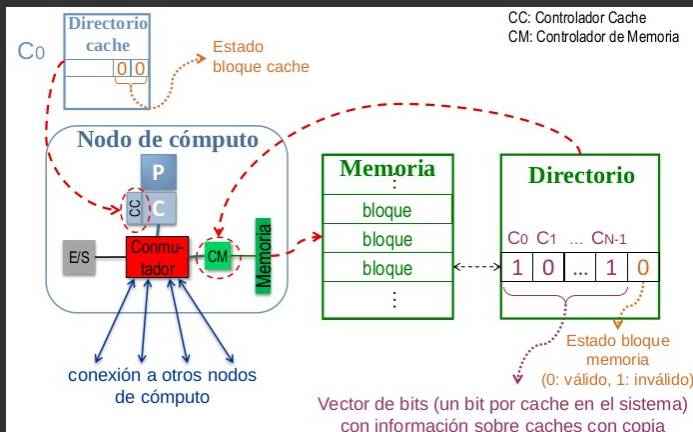 CC: Controlador Cache
CM: Controlador de Memoria
Directorio
cache
C0
0 0
Estado
bloque cache
Nodo de cómputo
P
CC
C
E/S
Conmu-
tador
CM
Memoria
conexión a otros nodos
de cómputo
Memoria
⋮
bloque
bloque
bloque
⋮
Directorio
C0 C1 ... CN-1
1 0 ... 1 0
Estado bloque
memoria
(0: válido, 1: inválido)
Vector de bits (un bit por cache en el sistema)
con información sobre caches con copia